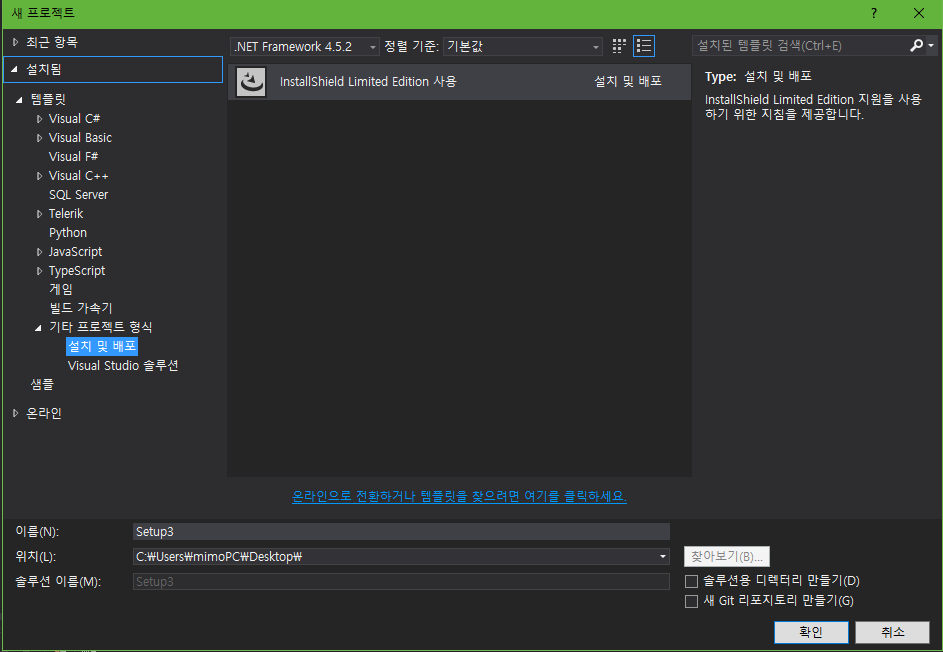 새 프로젝트
?
최근 항목
설치됨
템플릿
Visual C#
Visual Basic
Visual F#
Visual C++
SQL Server
Telerik
Python
JavaScript
TypeScript
게임
빌드 가속기
기타 프로젝트 형식
설치 및 배포
Visual Studio 솔루션
샘플
온라인
.NET Framework 4.5.2 정렬 기준: 기본값
InstallShield Limited Edition 사용 설치 및 배포
온라인으로 전환하거나 템플릿을 찾으려면 여기를 클릭하세요.
설치된 템플릿 검색(Ctrl+E)
Type: 설치 및 배포
InstallShield Limited Edition 지원을 사용
하기 위한 지침을 제공합니다.
이름(N): Setup3
위치(L): C:₩Users₩mimoPC₩Desktop₩ 찾아보기(B)...
솔루션 이름(M): Setup3 솔루션용 디렉터리 만들기(D)
새 Git 리포지토리 만들기(G)
확인 취소